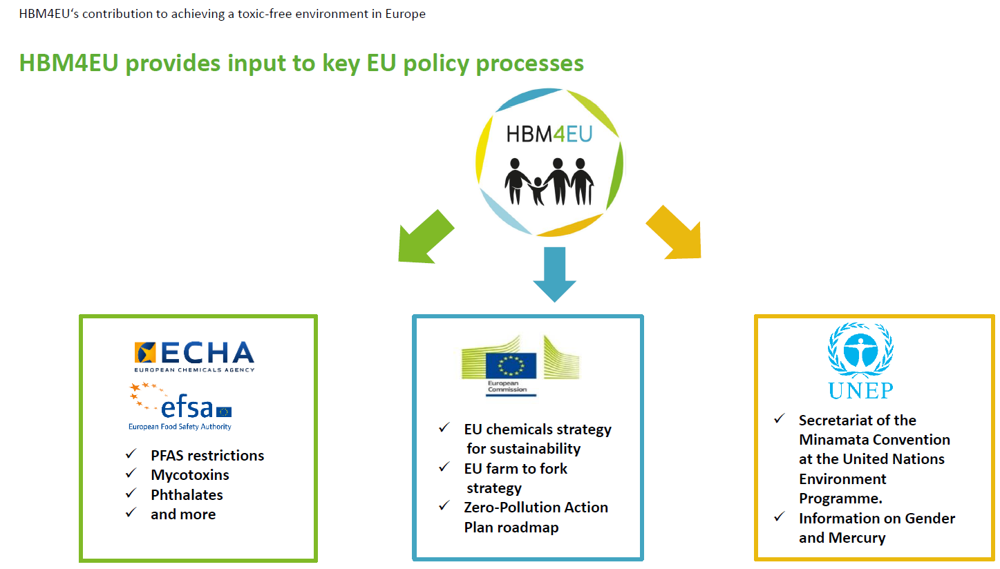 HBM4EU‘s contribution to achieving a toxic-free environment in Europe
HBM4EU provides input to key EU policy processes
HBM4EU
ECHA
EUROPEAN CHEMICALS AGENCY
efsa
European Food Safety Authority
✓ PFAS restrictions
✓ Mycotoxins
✓ Phthalates
✓ and more
European
Commission
✓ EU chemicals strategy
for sustainability
✓ EU farm to fork
strategy
✓ Zero-Pollution Action
Plan roadmap
UNEP
✓ Secretariat of the
Minamata Convention
at the United Nations
Environment
Programme.
✓ Information on Gender
and Mercury